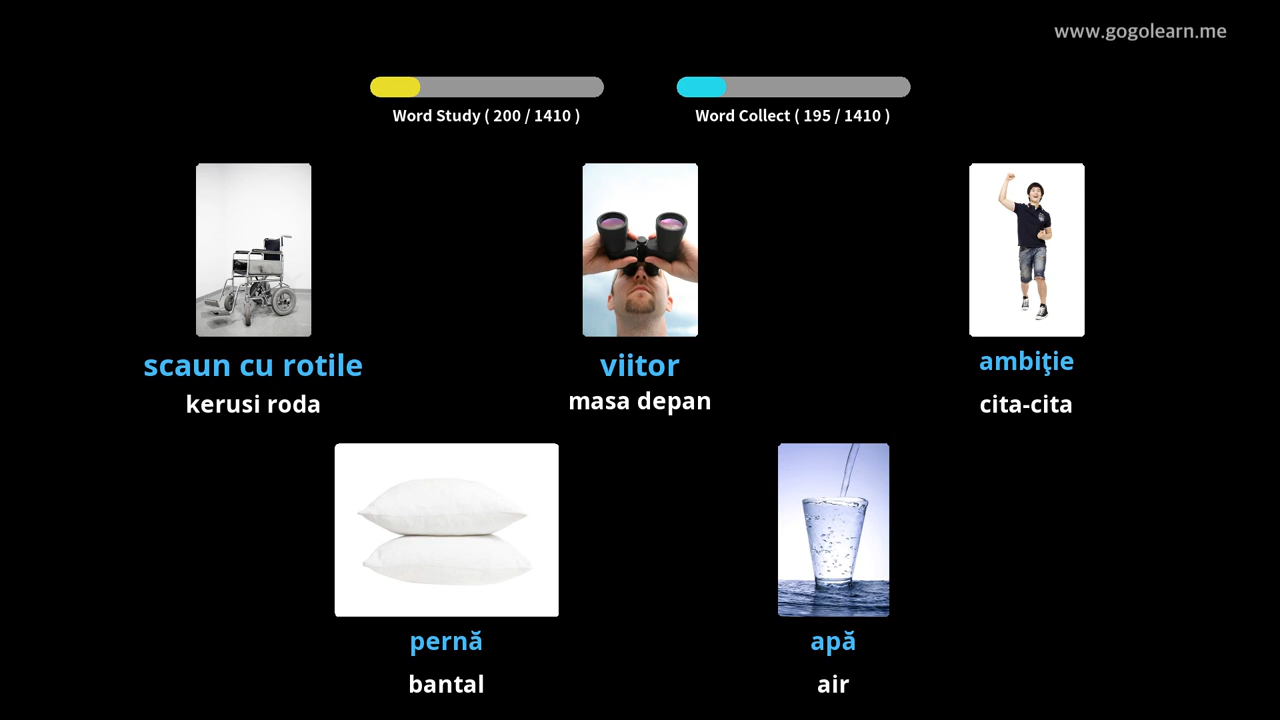 www.gogolearn.me
Word Study ( 200 / 1410 )
Word Collect ( 195 / 1410 )
scaun cu rotile
kerusi roda
viitor
masa depan
ambiţie
cita-cita
pernă
bantal
apă
air